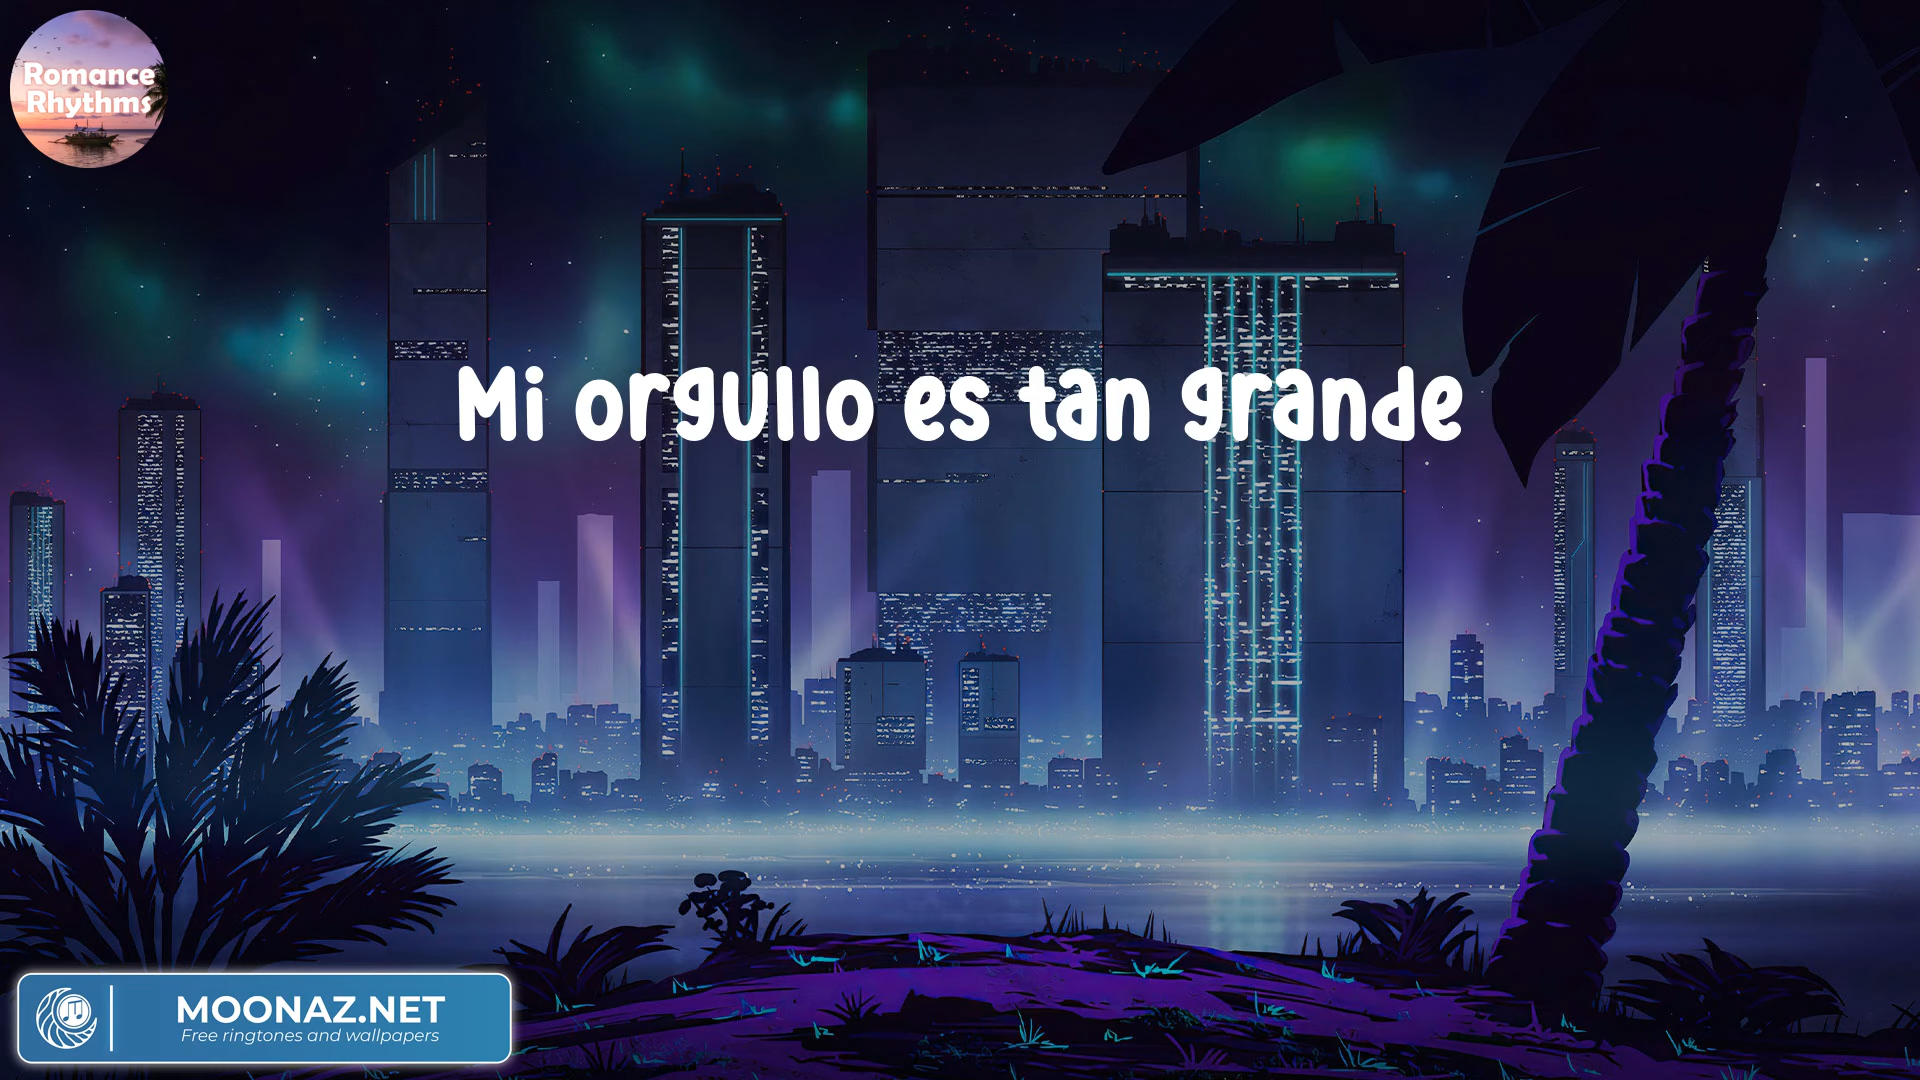 Romance
Rhythms
Mi orgullo es tan grande
MOONAZ.NET
Free ringtones and wallpapers